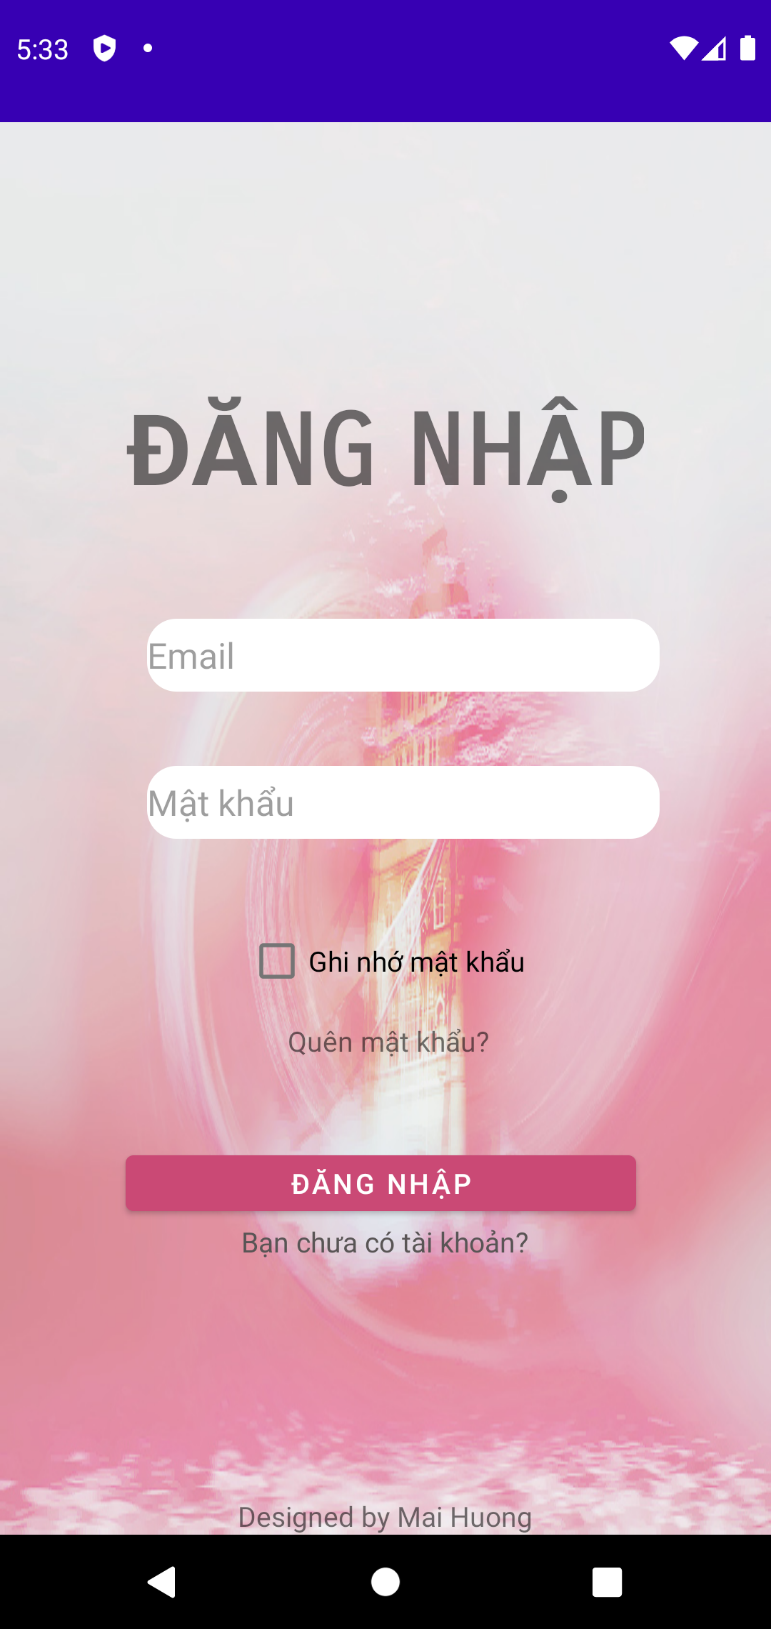 5:33
ĐĂNG NHẬP
Email
Mật khẩu
Ghi nhớ mật khẩu
Quên mật khẩu?
ĐĂNG NHẬP
Bạn chưa có tài khoản?
Designed by Mai Huong